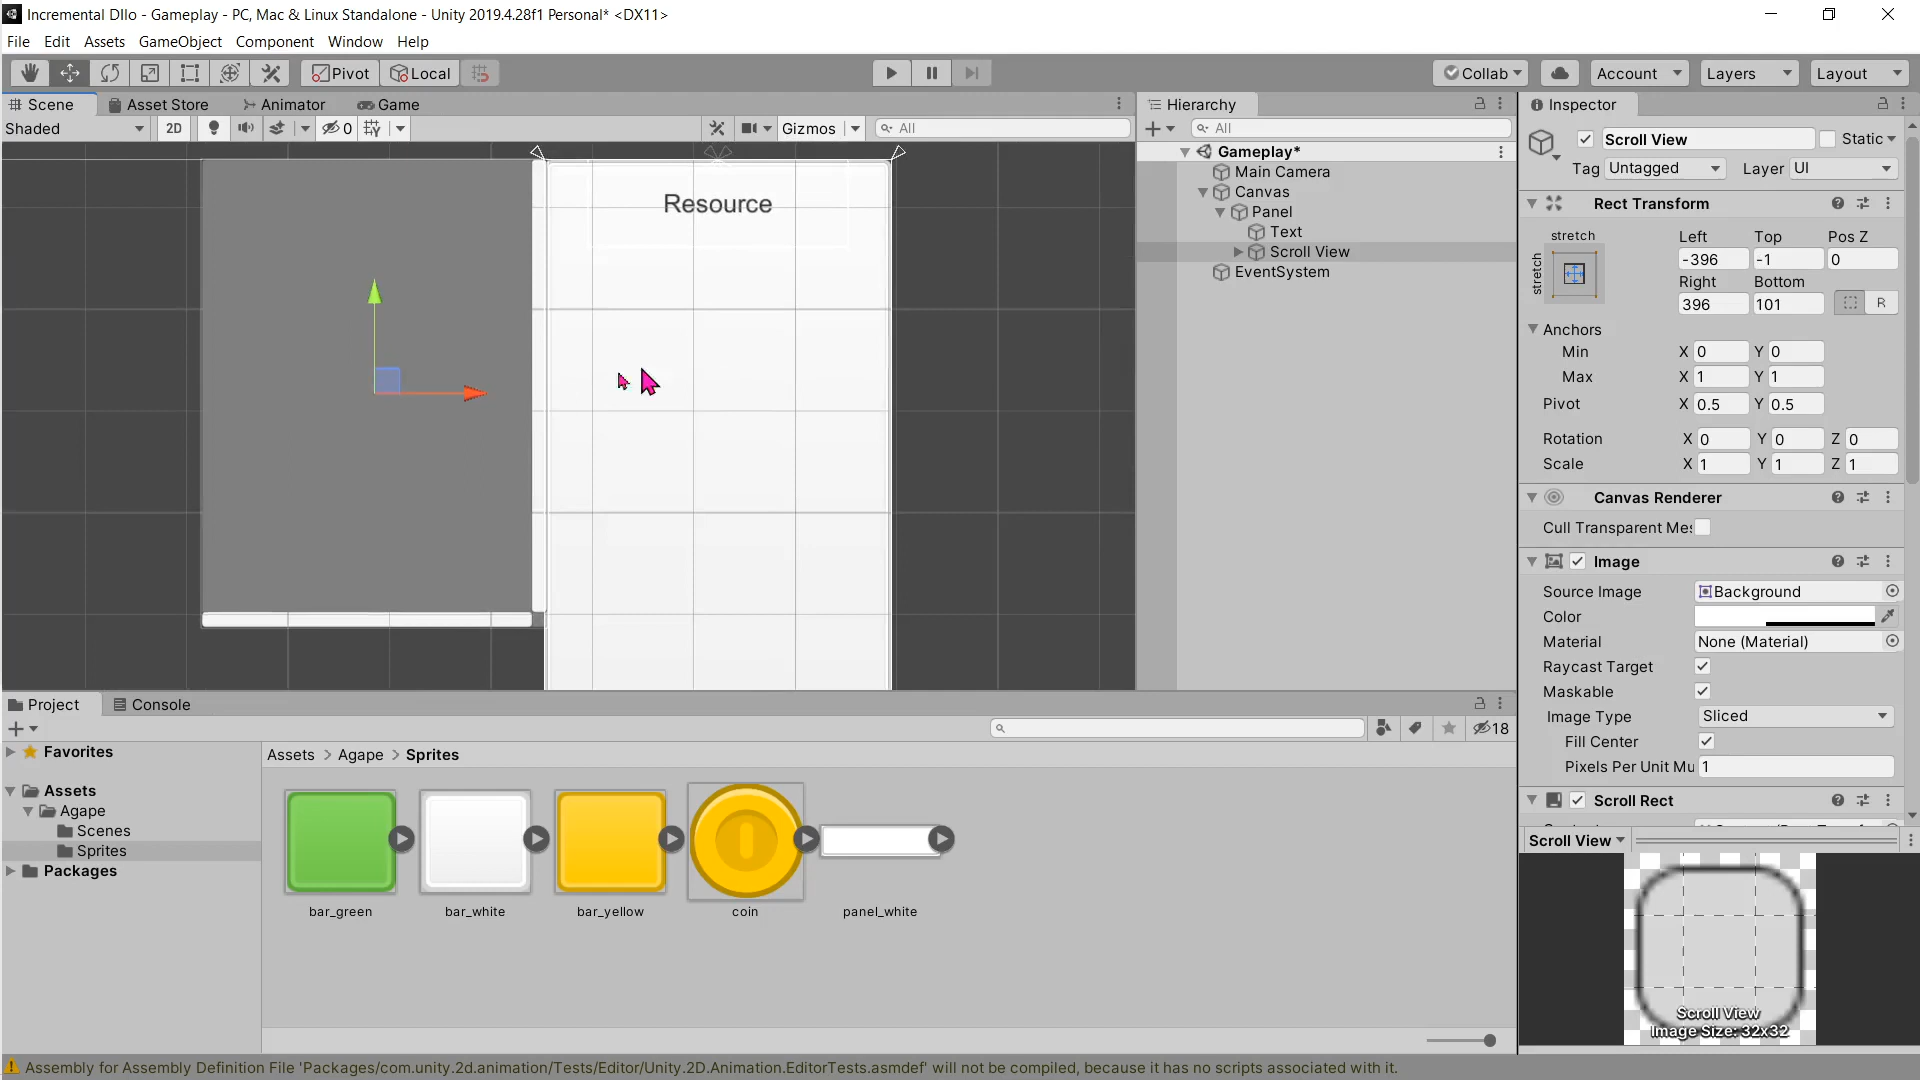 Incremental DIlo - Gameplay - PC, Mac & Linux Standalone - Unity 2019.4.28f1 Personal* <DX11>
File Edit Assets GameObject Component Window Help
Pivot Local Collab Account Layers Layout
Scene Asset Store Animator Game
Shaded 2D 0 Gizmos All
Resource
Hierarchy
All
Gameplay*
Main Camera
Canvas
Panel
Text
Scroll View
EventSystem
Inspector
Scroll View Static
Tag Untagged Layer UI
Rect Transform
stretch Left Top Pos Z
stretch -396 -1 0
Right Bottom
396 101 R
Anchors
Min X 0 Y 0
Max X 1 Y 1
Pivot X 0.5 Y 0.5
Rotation X 0 Y 0 Z 0
Scale X 1 Y 1 Z 1
Canvas Renderer
Cull Transparent Me
Image
Source Image Background
Color
Material None (Material)
Raycast Target
Maskable
Image Type Sliced
Fill Center
Pixels Per Unit Mu 1
Scroll Rect
Scroll View
Scroll View
Image Size: 32x32
Project Console
18
Favorites
Assets
Agape
Scenes
Sprites
Packages
Assets > Agape > Sprites
bar_green bar_white bar_yellow coin panel_white
Assembly for Assembly Definition File 'Packages/com.unity.2d.animation/Tests/Editor/Unity.2D.Animation.EditorTests.asmdef' will not be compiled, because it has no scripts associated with it.